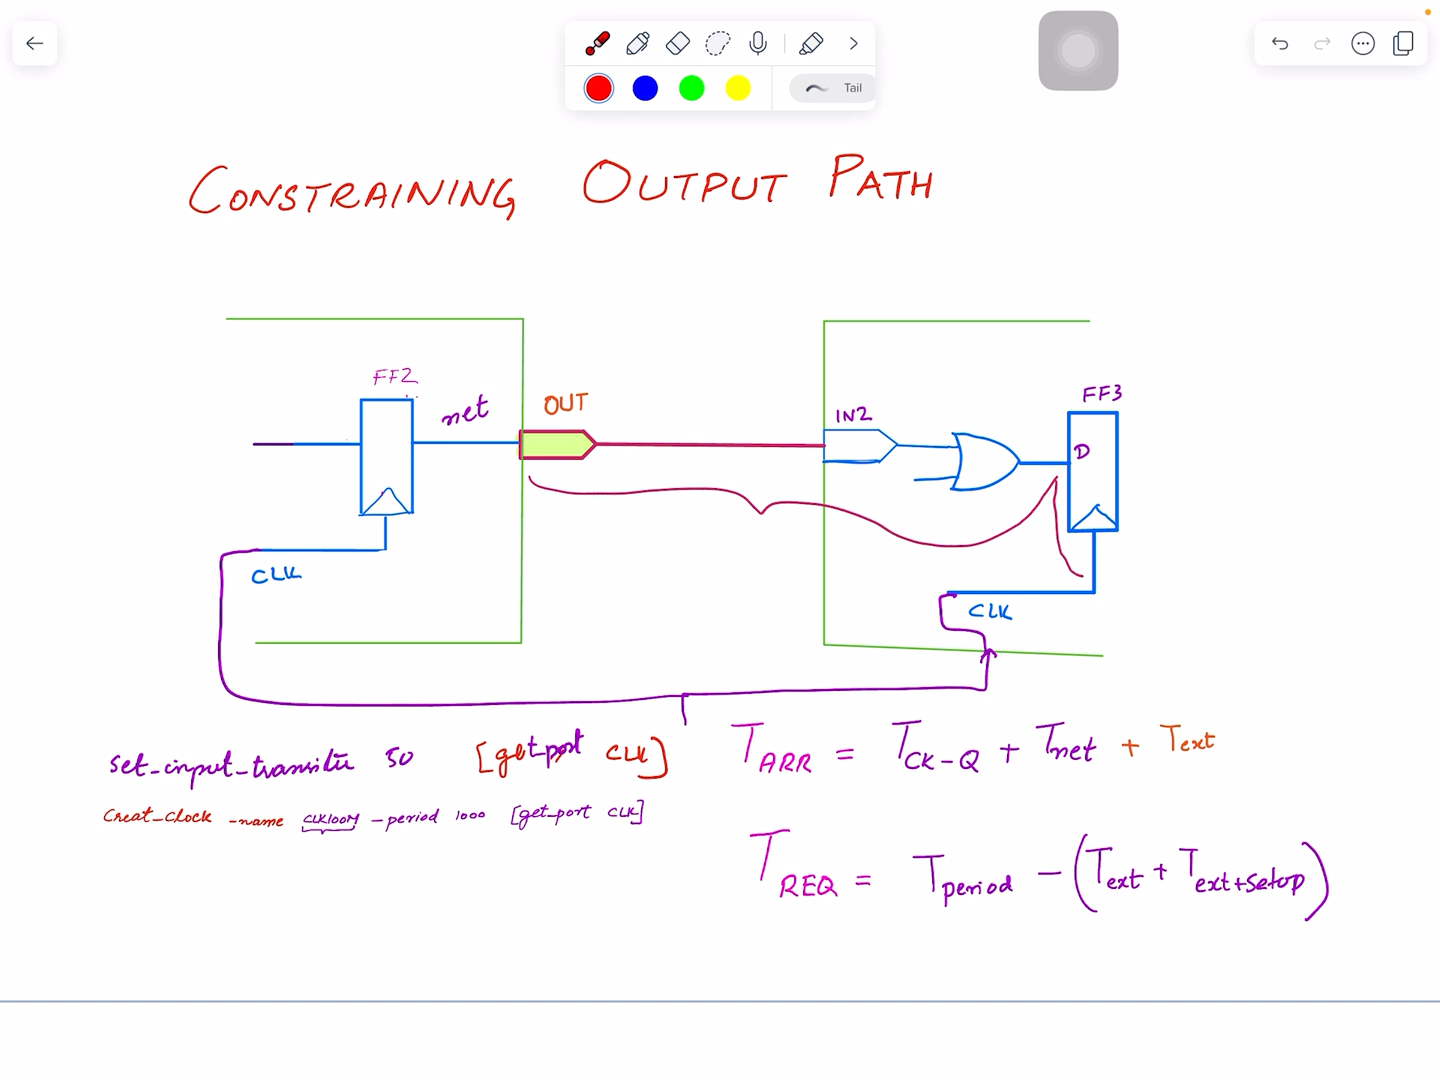 Tail
CONSTRAINING OUTPUT PATH
FF2
net
OUT
IN2
FF3
D
CLK
CLK
set_input_transitu 50 [get_port CLK]
Creat_Clock -name CLK100M -period 1000 [get_port CLK]
TARR = TCK-Q + Tnet + Text
TREQ = Tperiod - (Text + Text+setup)